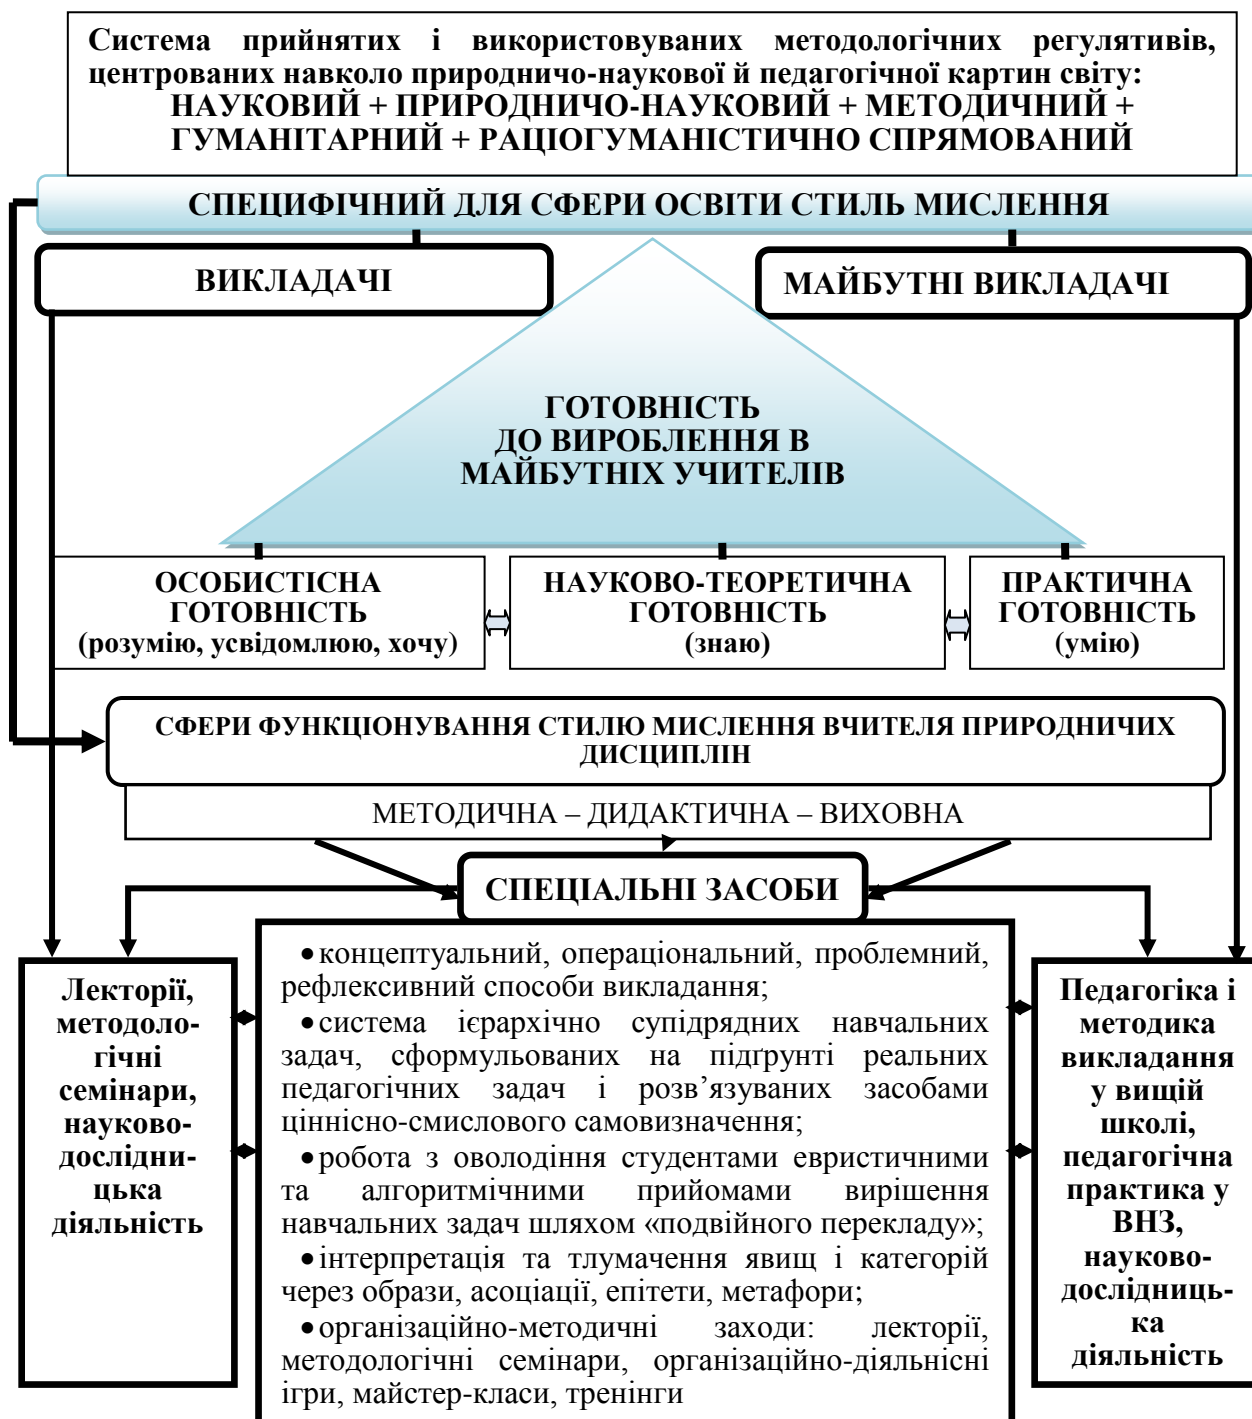 Система прийнятих і використовуваних методологічних регулятивів,
центрованих навколо природничо-наукової й педагогічної картин світу:
НАУКОВИЙ + ПРИРОДНИЧО-НАУКОВИЙ + МЕТОДИЧНИЙ +
ГУМАНІТАРНИЙ + РАЦІОГУМАНІСТИЧНО СПРЯМОВАНИЙ
СПЕЦИФІЧНИЙ ДЛЯ СФЕРИ ОСВІТИ СТИЛЬ МИСЛЕННЯ
ВИКЛАДАЧІ
МАЙБУТНІ ВИКЛАДАЧІ
ГОТОВНІСТЬ
ДО ВИРОБЛЕННЯ В
МАЙБУТНІХ УЧИТЕЛІВ
ОСОБИСТІСНА
ГОТОВНІСТЬ
(розумію, усвідомлюю, хочу)
НАУКОВО-ТЕОРЕТИЧНА
ГОТОВНІСТЬ
(знаю)
ПРАКТИЧНА
ГОТОВНІСТЬ
(умію)
СФЕРИ ФУНКЦІОНУВАННЯ СТИЛЮ МИСЛЕННЯ ВЧИТЕЛЯ ПРИРОДНИЧИХ
ДИСЦИПЛІН
МЕТОДИЧНА – ДИДАКТИЧНА – ВИХОВНА
СПЕЦІАЛЬНІ ЗАСОБИ
Лекторії,
методоло-
гічні
семінари,
науково-
дослідни-
цька
діяльність
• концептуальний, операціональний, проблемний,
рефлексивний способи викладання;
• система ієрархічно супідрядних навчальних
задач, сформульованих на підґрунті реальних
педагогічних задач і розв’язуваних засобами
ціннісно-смислового самовизначення;
• робота з оволодіння студентами евристичними
та алгоритмічними прийомами вирішення
навчальних задач шляхом «подвійного перекладу»;
• інтерпретація та тлумачення явищ і категорій
через образи, асоціації, епітети, метафори;
• організаційно-методичні заходи: лекторії,
методологічні семінари, організаційно-діяльнісні
ігри, майстер-класи, тренінги
Педагогіка і
методика
викладання
у вищій
школі,
педагогічна
практика у
ВНЗ,
науково-
дослідниць-
ка
діяльність